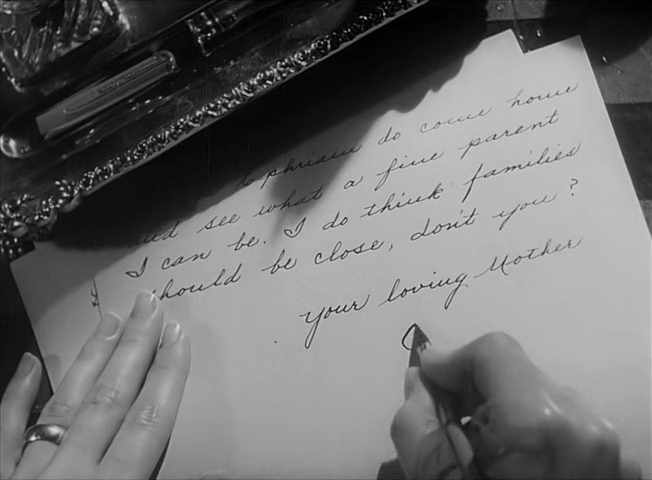 do come home
and see what a fine parent
I can be. I do think families
should be close, don't you?
Your loving Mother